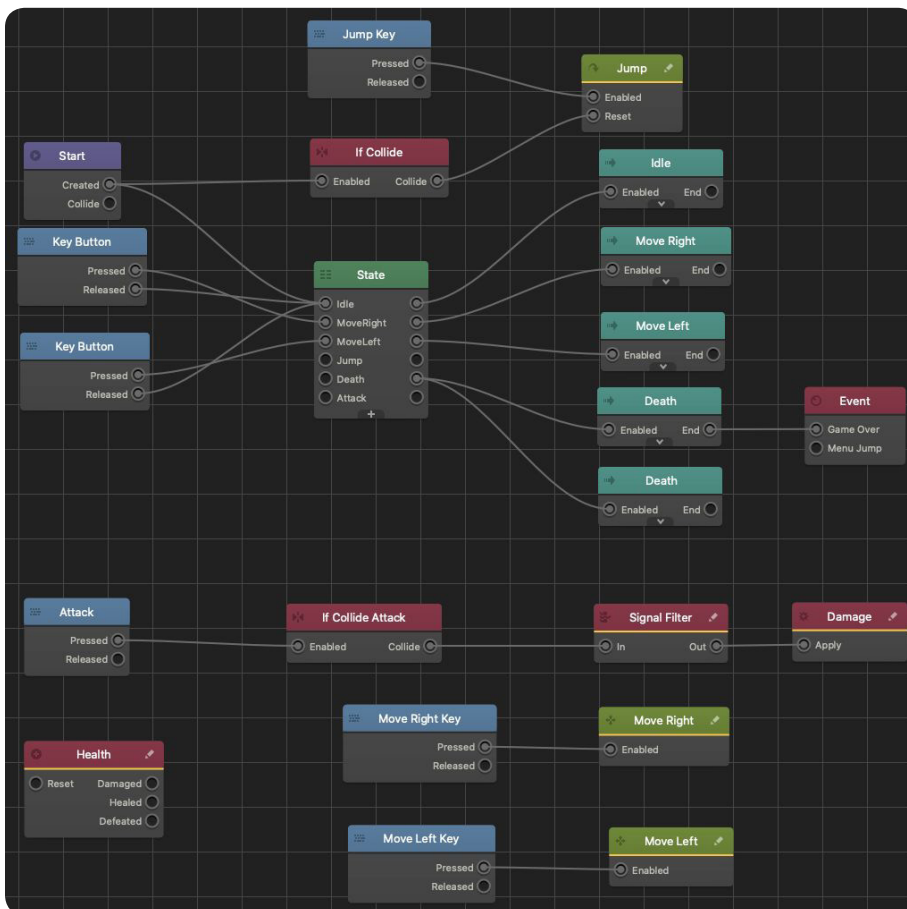 Jump Key
Pressed
Released
Jump
Enabled
Reset
Start
Created
Collide
If Collide
Enabled Collide
Idle
Enabled End
Key Button
Pressed
Released
Move Right
Enabled End
State
Idle
MoveRight
MoveLeft
Jump
Death
Attack
+
Key Button
Pressed
Released
Move Left
Enabled End
Death
Enabled End
Event
Game Over
Menu Jump
Death
Enabled End
Attack
Pressed
Released
If Collide Attack
Enabled Collide
Signal Filter
In Out
Damage
Apply
Health
Reset Damaged
Healed
Defeated
Move Right Key
Pressed
Released
Move Right
Enabled
Move Left Key
Pressed
Released
Move Left
Enabled